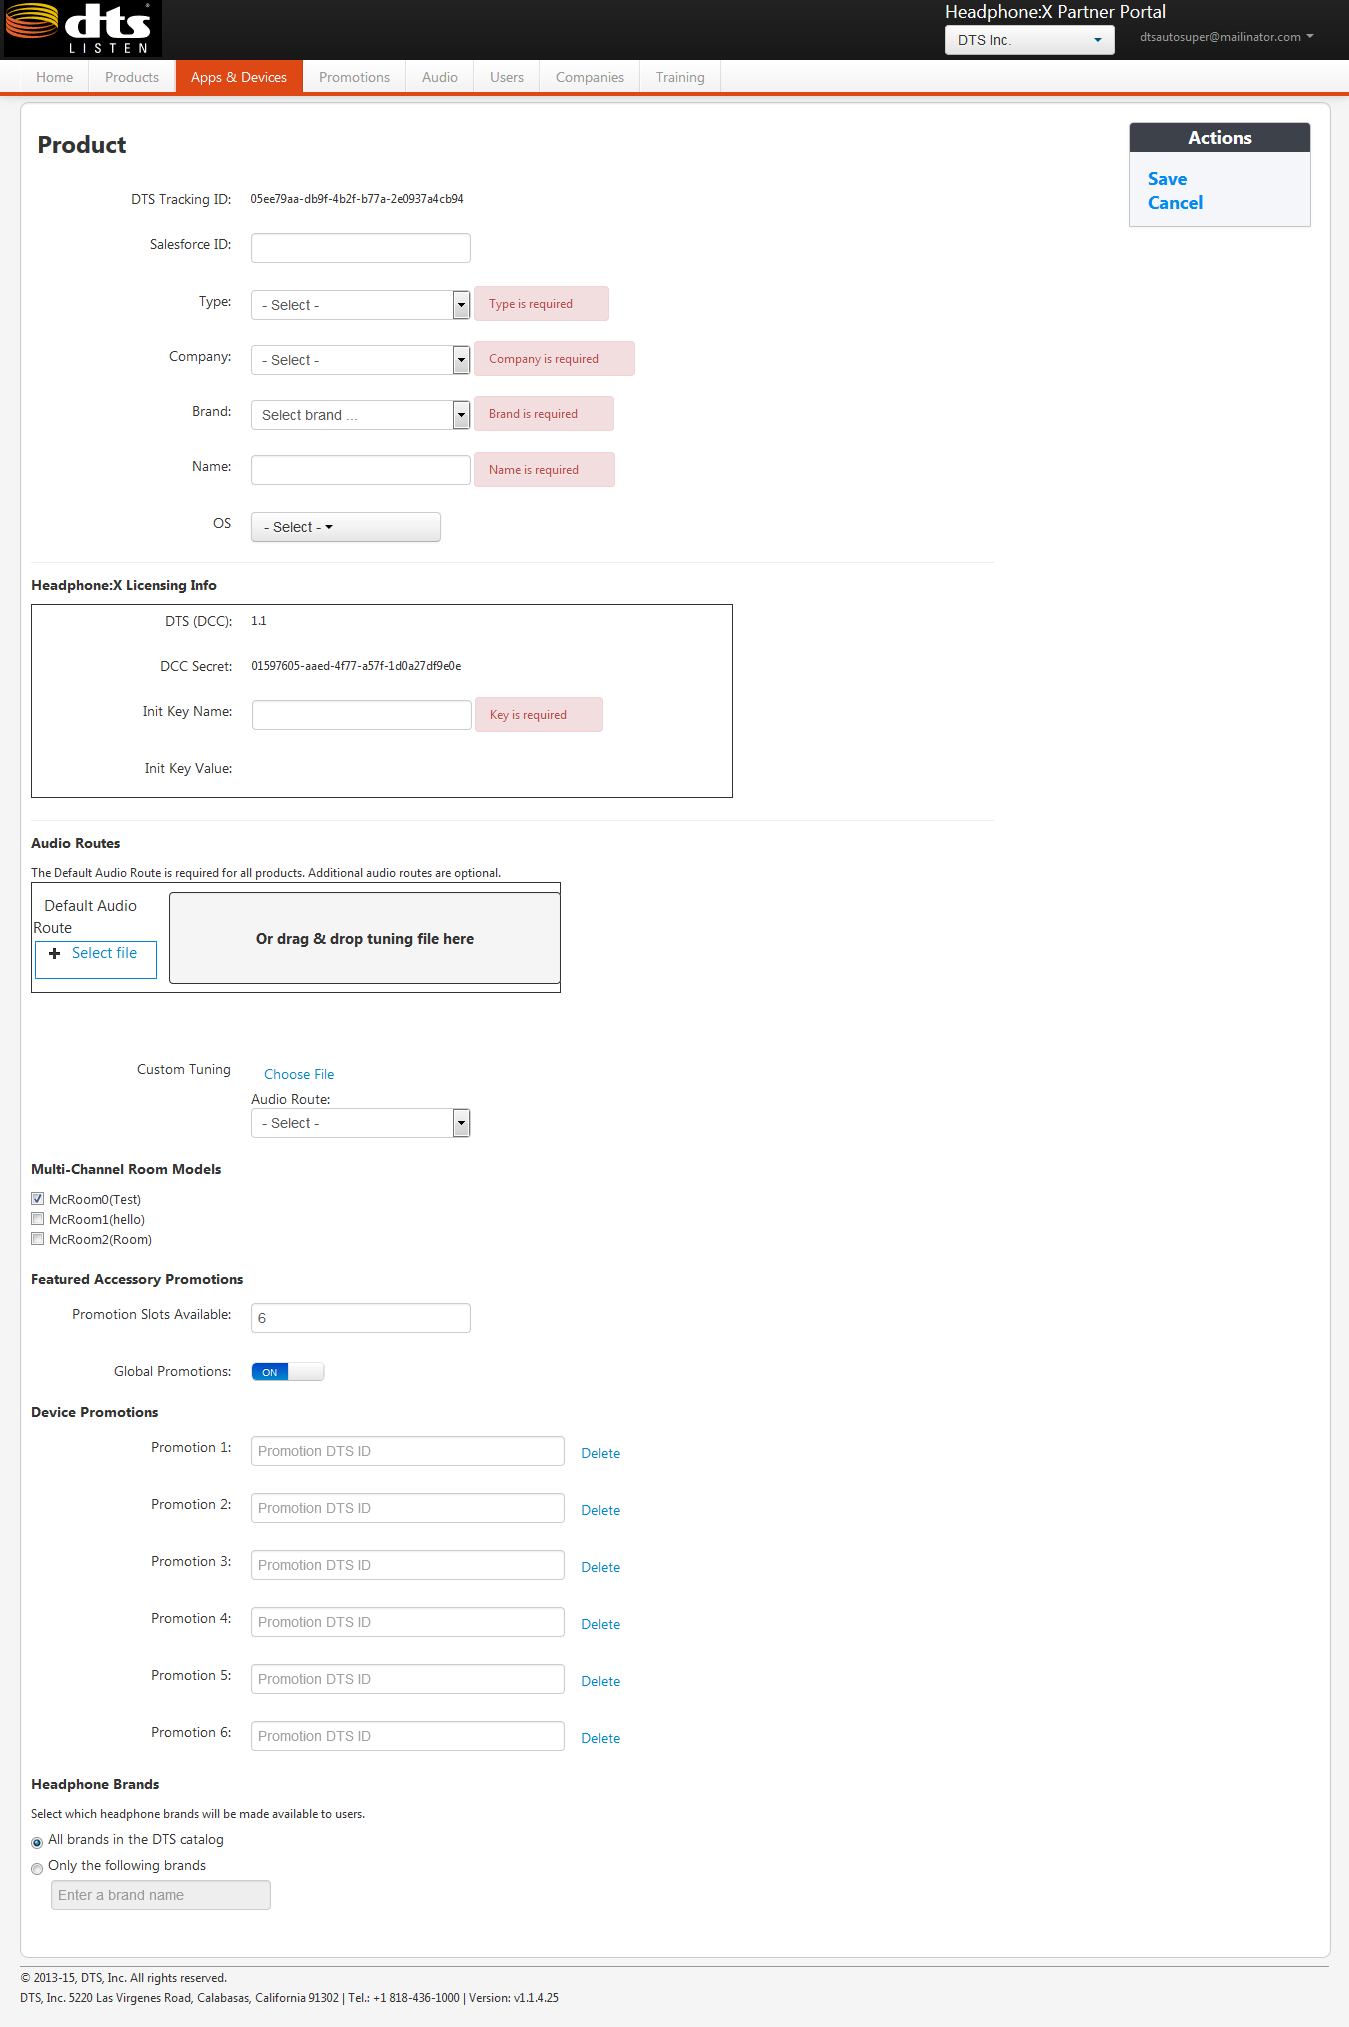 dts
LISTEN
Headphone:X Partner Portal
DTS Inc.
dtsautosuper@mailinator.com
Home Products Apps & Devices Promotions Audio Users Companies Training
Product
Actions
Save
Cancel
DTS Tracking ID: 05ee79aa-db9f-4b2f-b77a-2e0937a4cb94
Salesforce ID:
Type: - Select - Type is required
Company: - Select - Company is required
Brand: Select brand ... Brand is required
Name: Name is required
OS - Select -
Headphone:X Licensing Info
DTS (DCC): 1.1
DCC Secret: 01597605-aaed-4f77-a57f-1d0a27df9e0e
Init Key Name: Key is required
Init Key Value:
Audio Routes
The Default Audio Route is required for all products. Additional audio routes are optional.
Default Audio
Route
Select file
Or drag & drop tuning file here
Custom Tuning Choose File
Audio Route:
- Select -
Multi-Channel Room Models
McRoom0(Test)
McRoom1(hello)
McRoom2(Room)
Featured Accessory Promotions
Promotion Slots Available: 6
Global Promotions: ON
Device Promotions
Promotion 1: Promotion DTS ID Delete
Promotion 2: Promotion DTS ID Delete
Promotion 3: Promotion DTS ID Delete
Promotion 4: Promotion DTS ID Delete
Promotion 5: Promotion DTS ID Delete
Promotion 6: Promotion DTS ID Delete
Headphone Brands
Select which headphone brands will be made available to users.
All brands in the DTS catalog
Only the following brands
Enter a brand name
© 2013-15, DTS, Inc. All rights reserved.
DTS, Inc. 5220 Las Virgenes Road, Calabasas, California 91302 | Tel.: +1 818-436-1000 | Version: v1.1.4.25